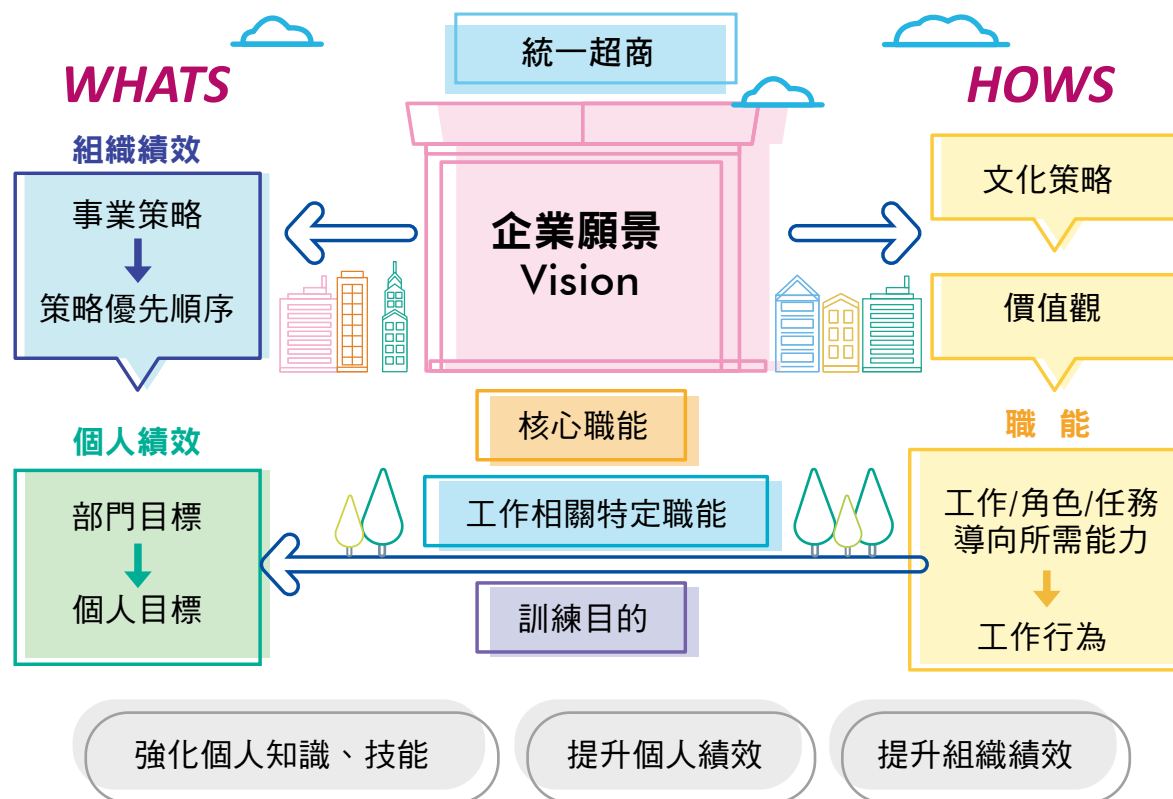 統一超商
WHATS
HOWS
組織績效
事業策略
策略優先順序
企業願景
Vision
文化策略
價值觀
個人績效
部門目標
個人目標
核心職能
工作相關特定職能
訓練目的
職 能
工作/角色/任務
導向所需能力
工作行為
強化個人知識、技能
提升個人績效
提升組織績效